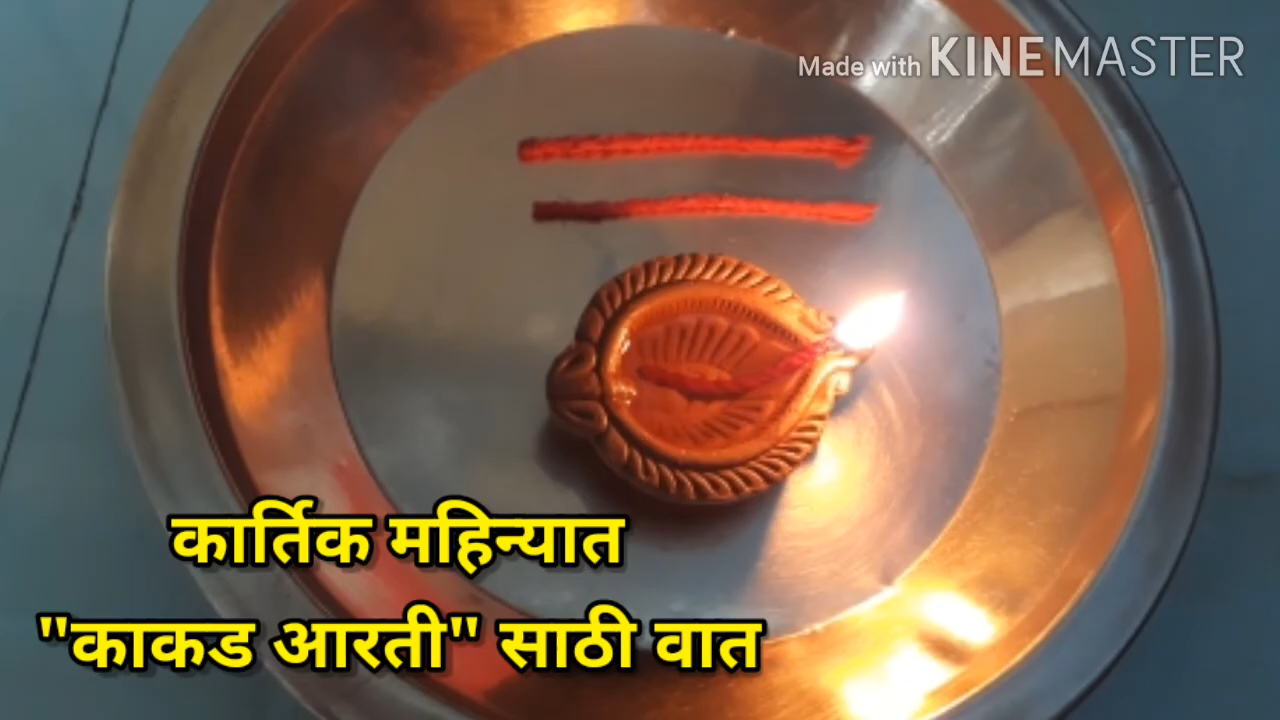 Made with KINEMASTER
कार्तिक महिन्यात
"काकड आरती" साठी वात